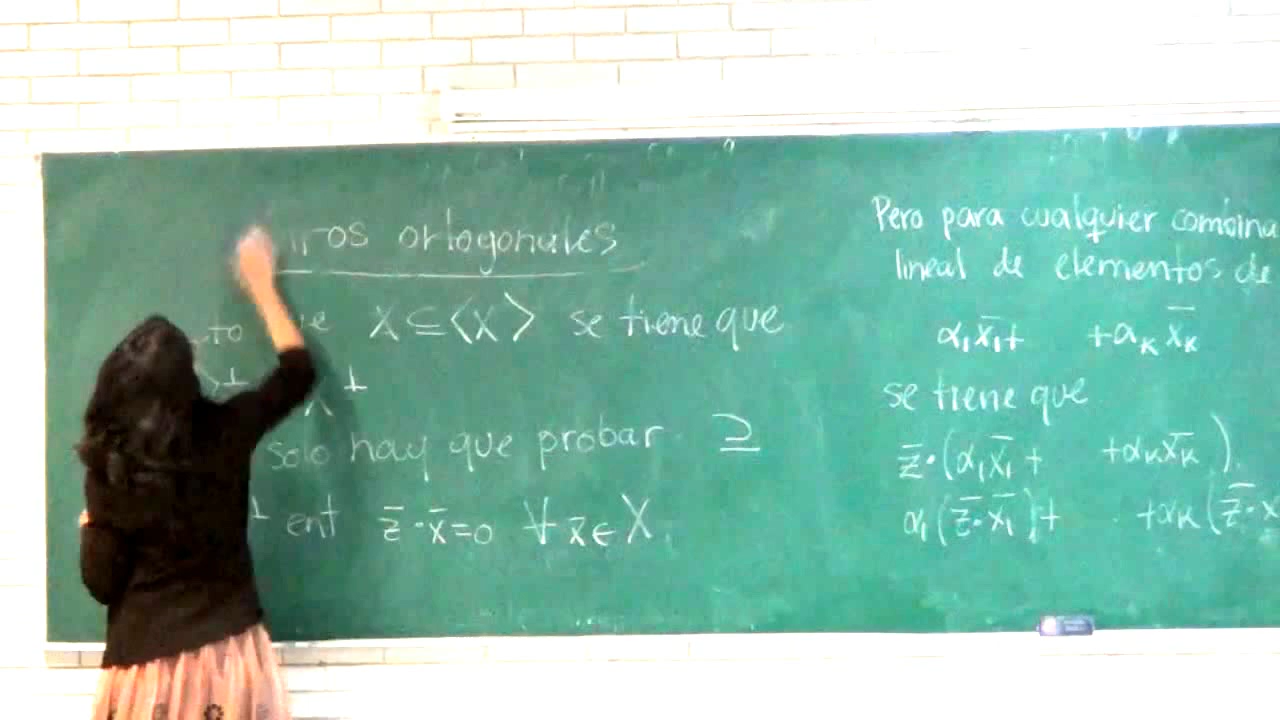 ortogonales
X ⊆ ⟨X⟩ se tiene que
⊥ X ⊥
solo hay que probar ⊇
⊥ ent z̄·x̄=0 ∀ x̄ ∈ X.
Pero para cualquier combina
lineal de elementos de
α₁x̄₁+ +αₖx̄ₖ
se tiene que
z̄·(α₁x̄₁+ +αₖx̄ₖ).
α₁(z̄·x̄₁)+ . +αₖ(z̄·x